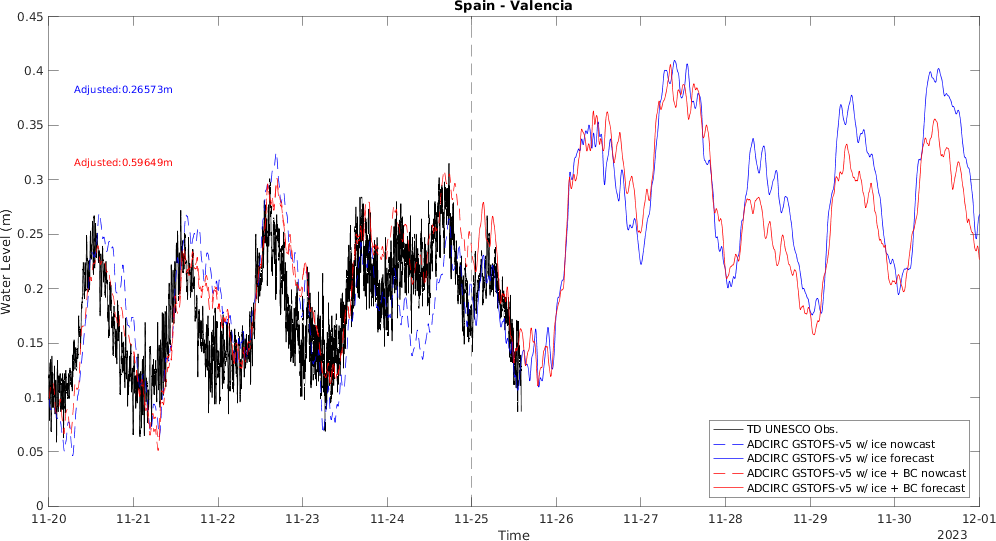 Spain - Valencia
0.45
0.4
0.35
0.3
0.25
0.2
0.15
0.1
0.05
0
Water Level (m)
Adjusted:0.26573m
Adjusted:0.59649m
TD UNESCO Obs.
ADCIRC GSTOFS-v5 w/ ice nowcast
ADCIRC GSTOFS-v5 w/ ice forecast
ADCIRC GSTOFS-v5 w/ ice + BC nowcast
ADCIRC GSTOFS-v5 w/ ice + BC forecast
11-20 11-21 11-22 11-23 11-24 11-25 11-26 11-27 11-28 11-29 11-30 12-01
Time
2023